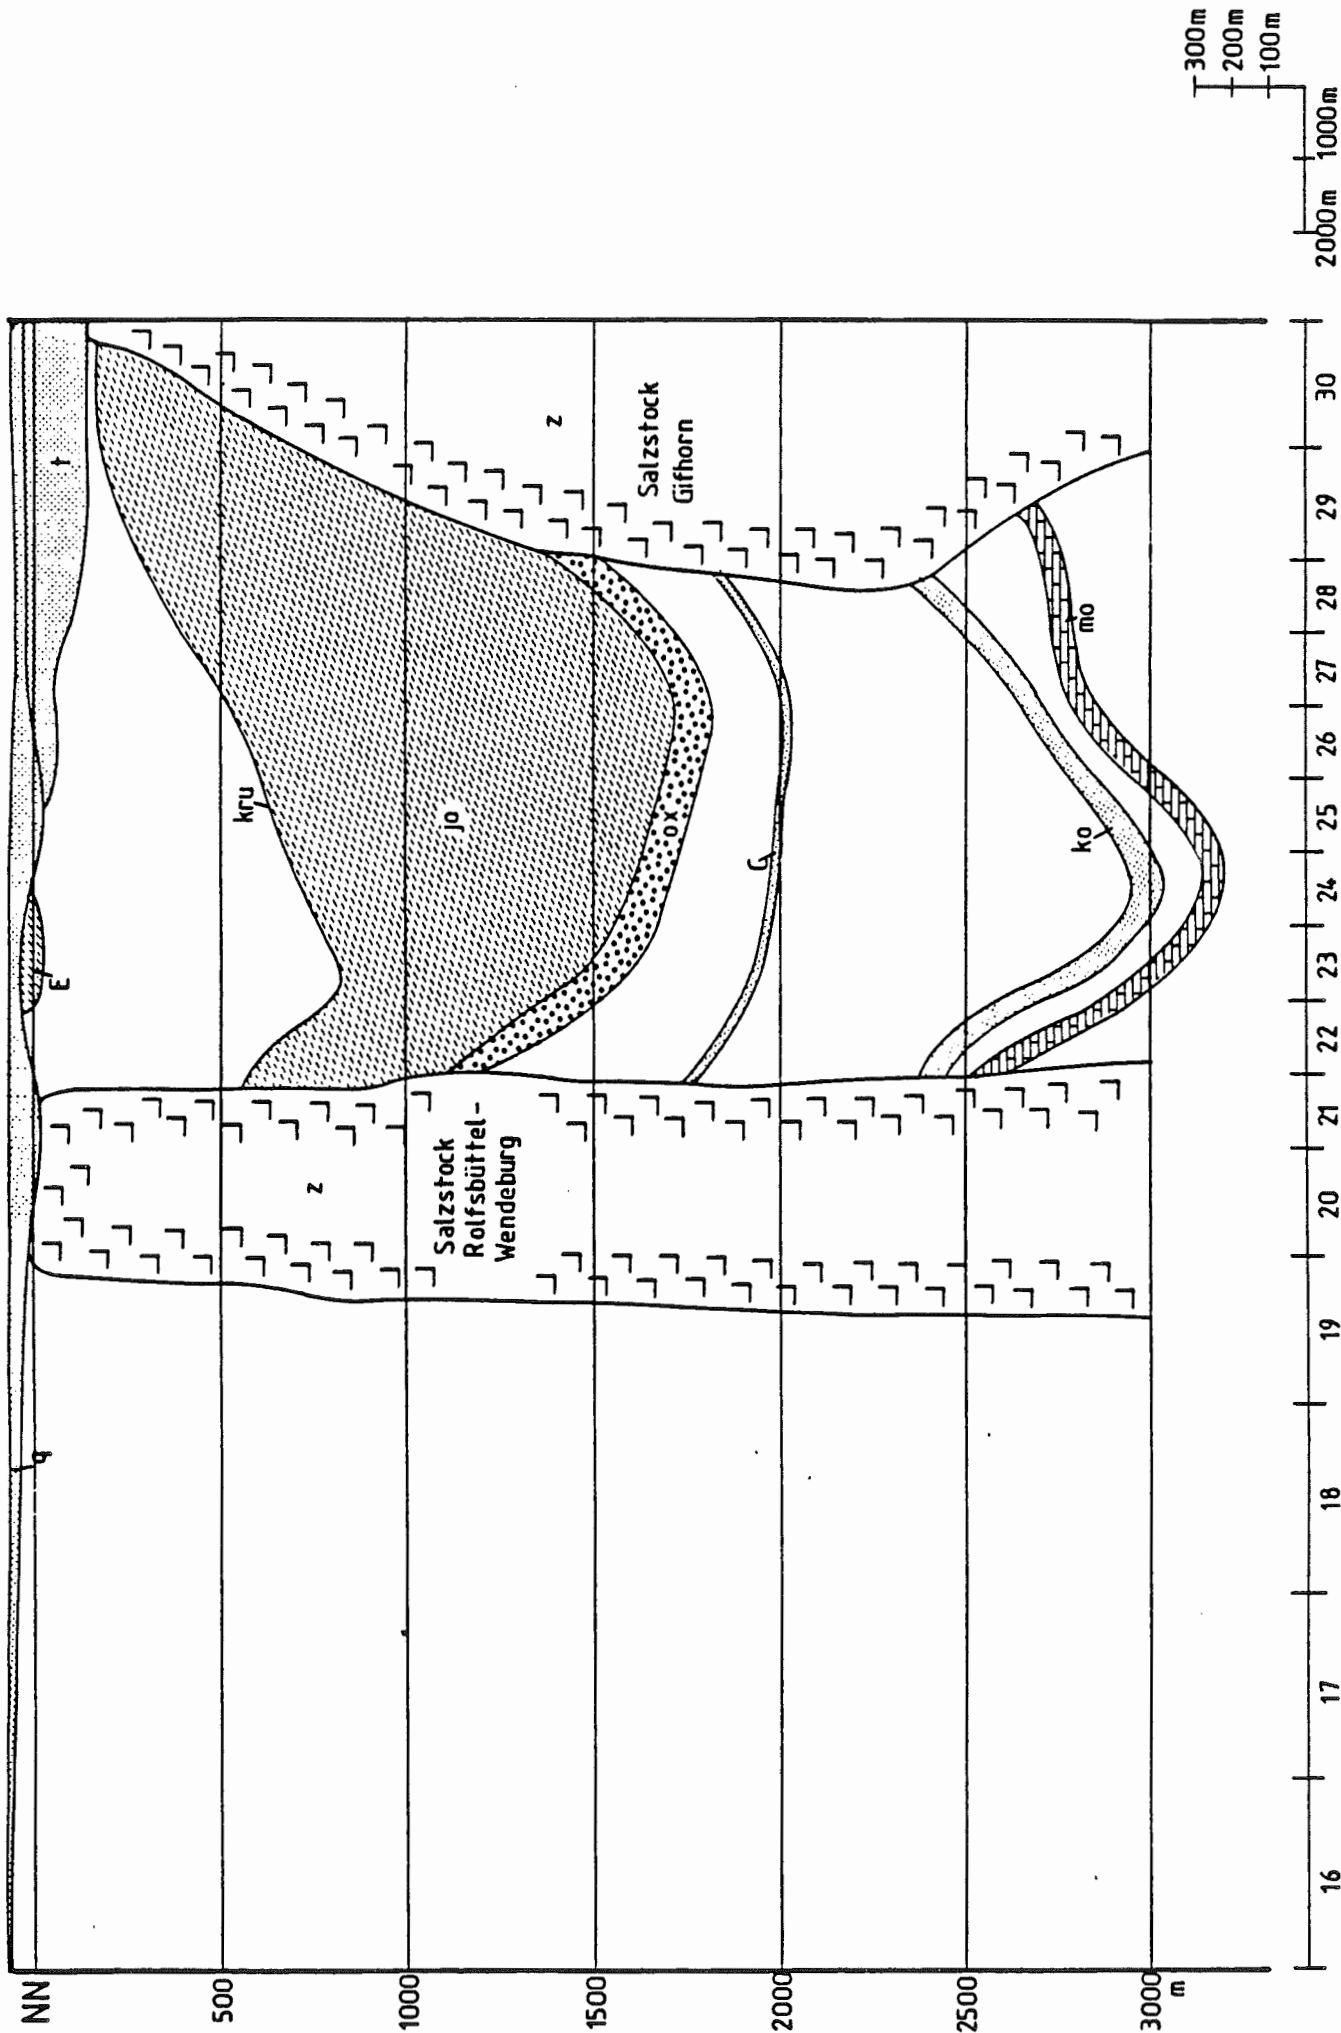 NN
500
1000
1500
2000
2500
3000
m
q
E
t
kru
jo
ox
C
ko
mo
z
Salzstock
Rolfsbüttel-
Wendeburg
z
Salzstock
Gifhorn
16
17
18
19
20
21
22
23
24
25
26
27
28
29
30
300m
200m
100m
2000m
1000m